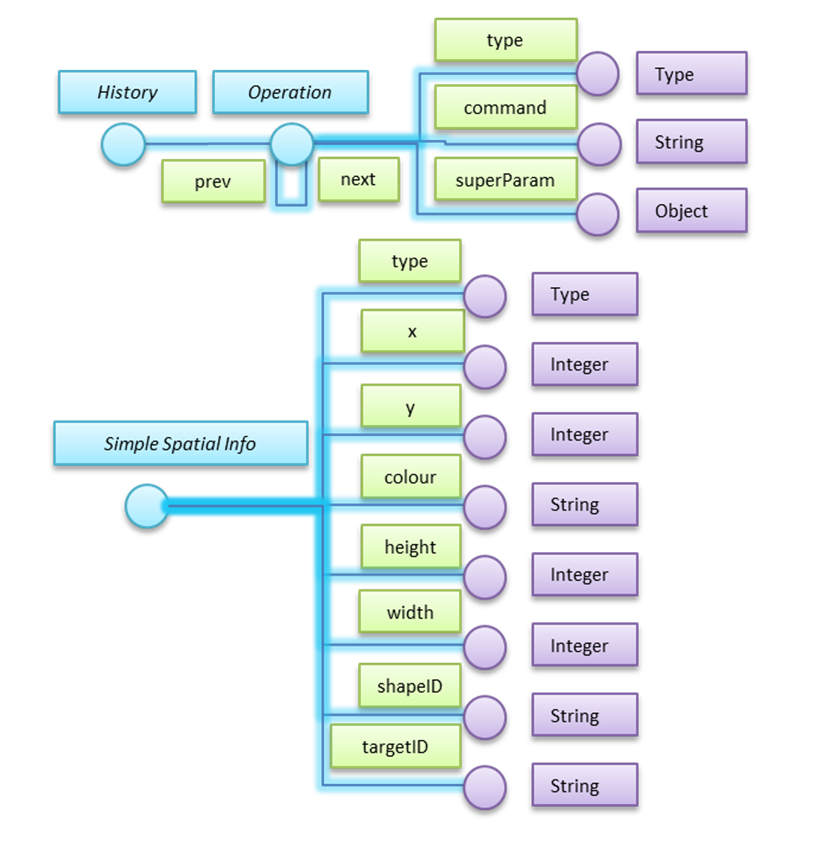 type
Type
History
Operation
command
String
prev
next
superParam
Object
type
Type
x
Integer
y
Integer
Simple Spatial Info
colour
String
height
Integer
width
Integer
shapeID
String
targetID
String